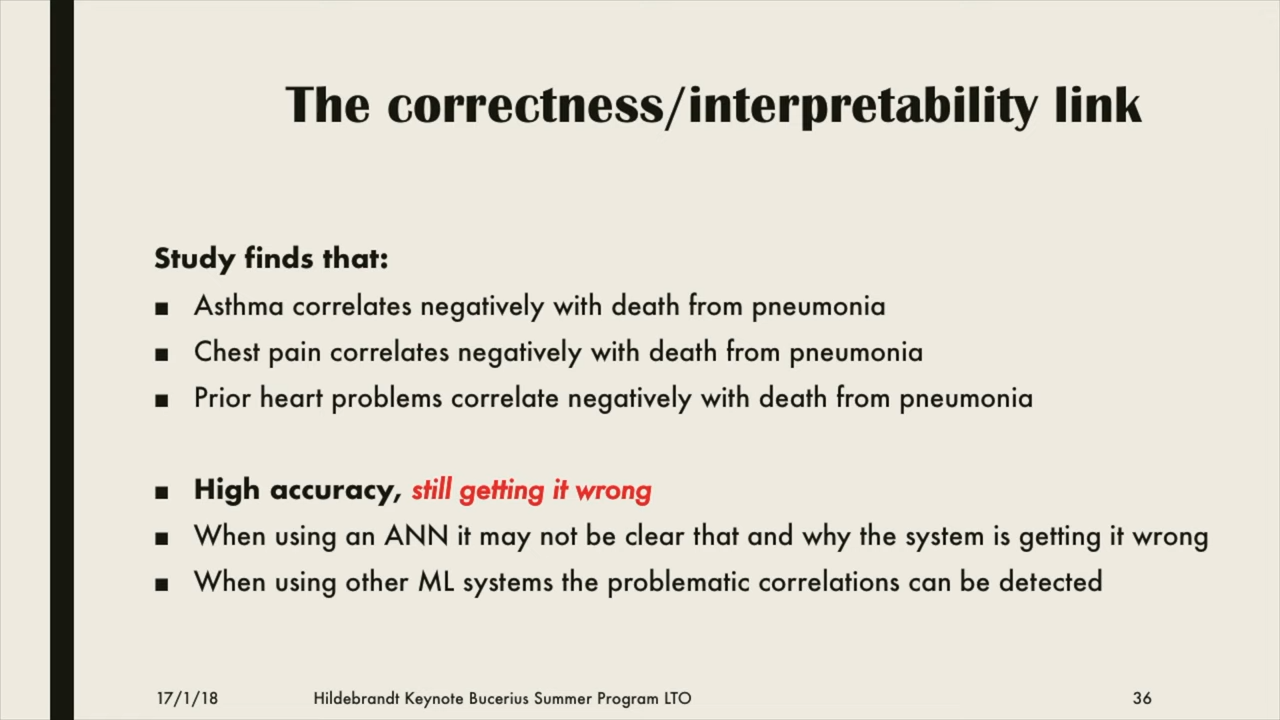 The correctness/interpretability link
Study finds that:
■ Asthma correlates negatively with death from pneumonia
■ Chest pain correlates negatively with death from pneumonia
■ Prior heart problems correlate negatively with death from pneumonia
■ High accuracy, still getting it wrong
■ When using an ANN it may not be clear that and why the system is getting it wrong
■ When using other ML systems the problematic correlations can be detected
17/1/18 Hildebrandt Keynote Bucerius Summer Program LTO 36